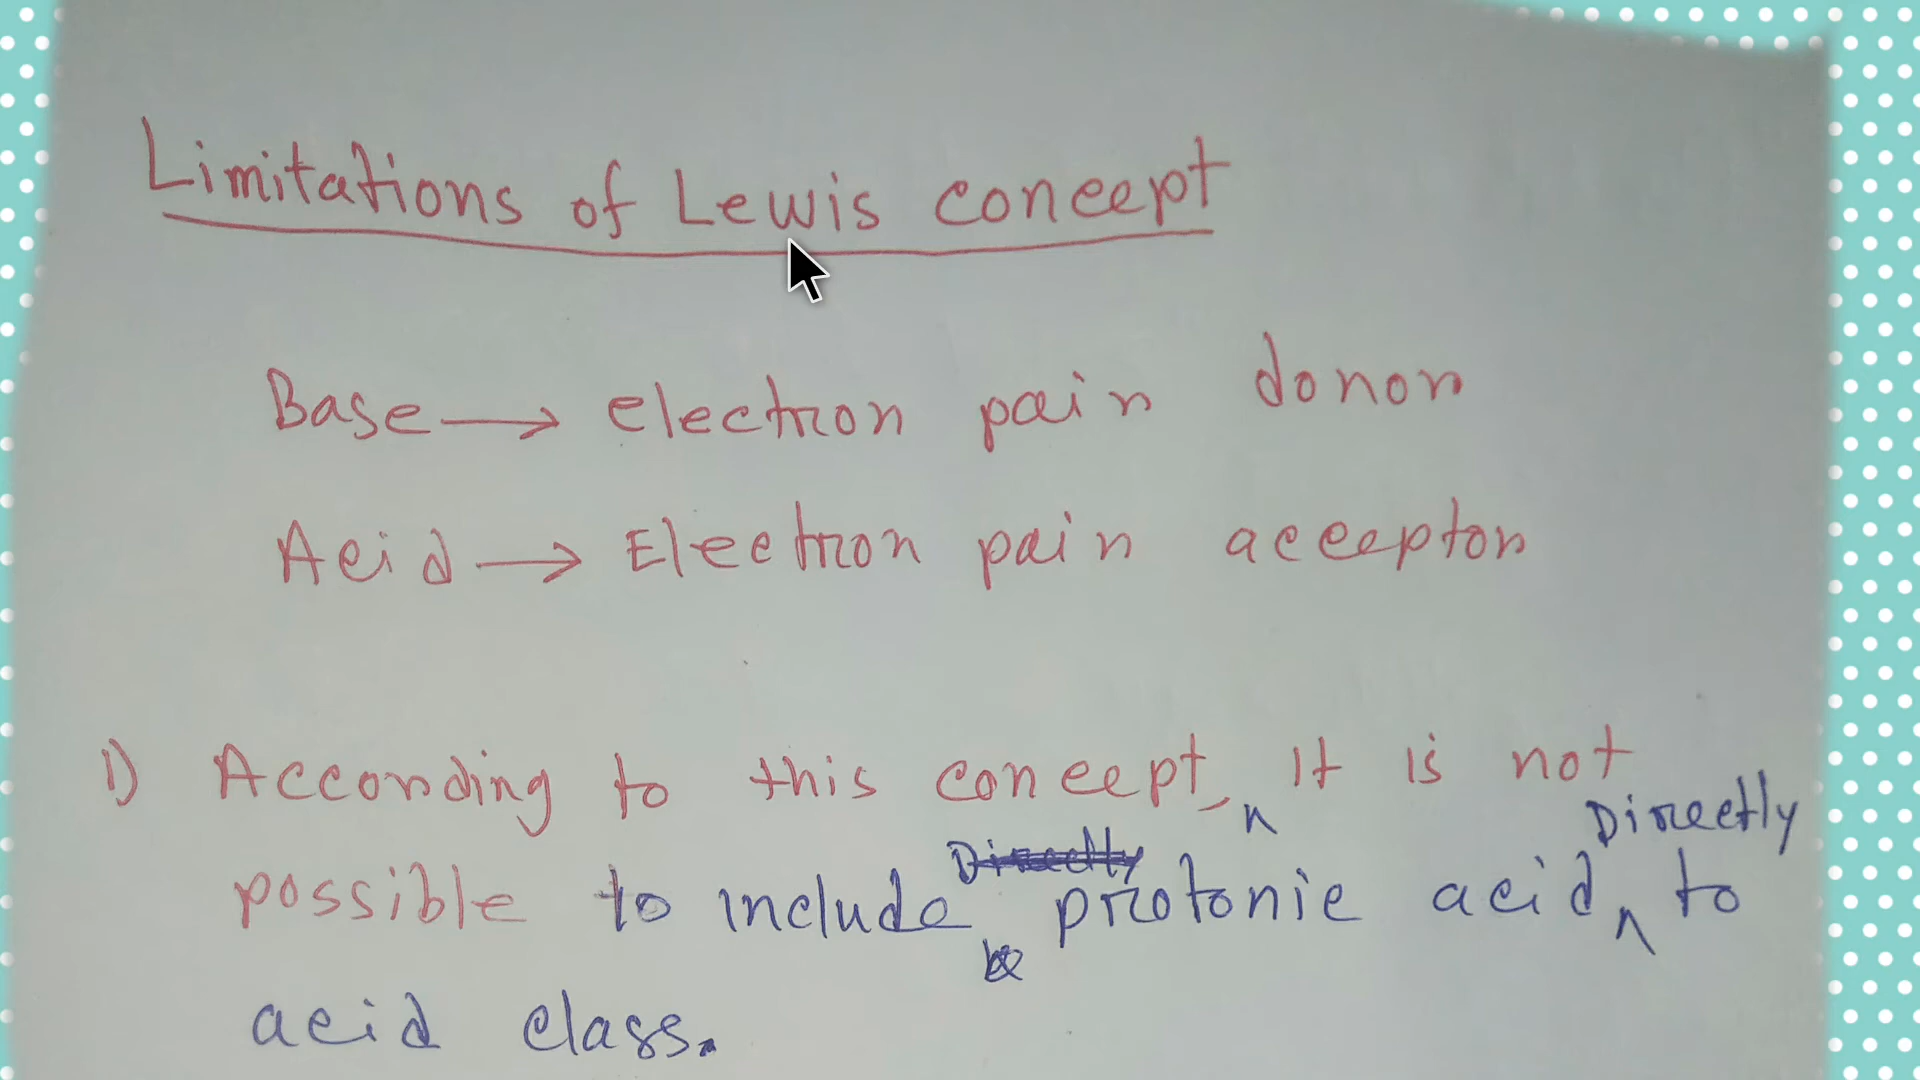 Limitations of Lewis concept
Base → electron pair donor
Acid → Electron pair acceptor
1) According to this concept, It is not
possible to include protonic acid Directly to
acid class.